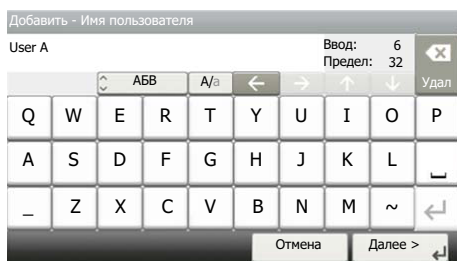 Добавить - Имя пользователя
User A Ввод: 6
Предел: 32
АБВ A/a Удал
Q W E R T Y U I O P
A S D F G H J K L
_ Z X C V B N M ~
Отмена Далее >